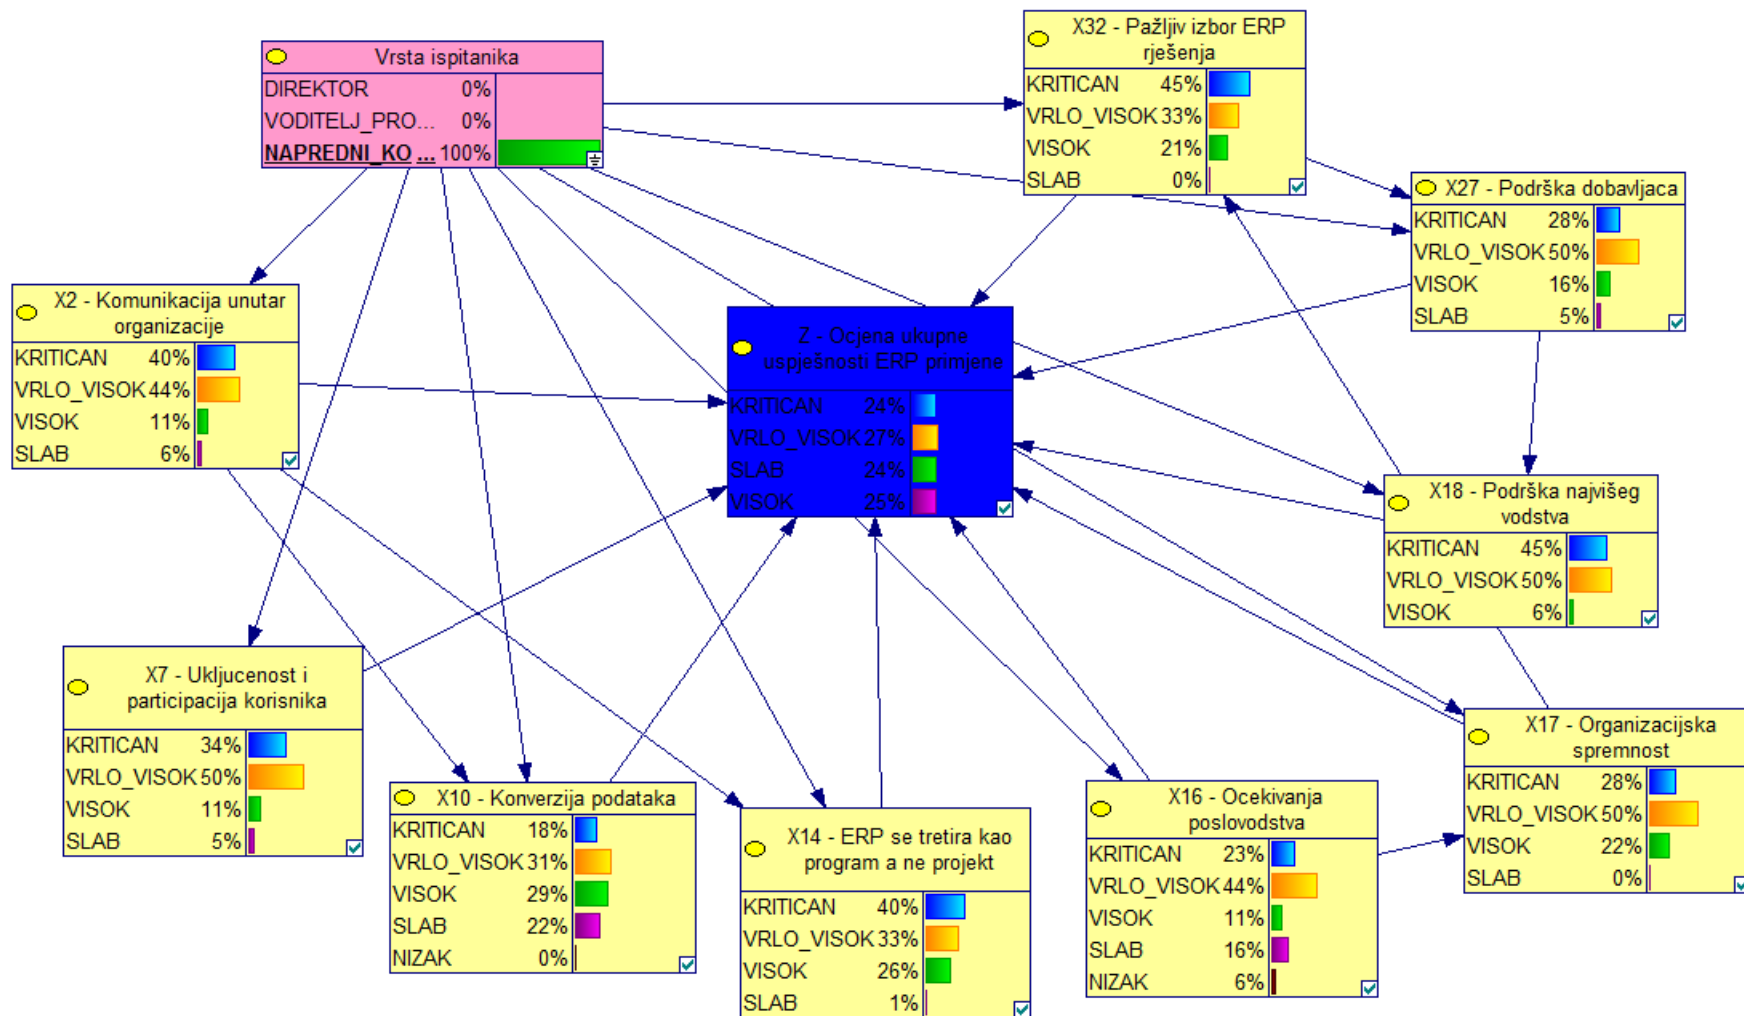 Vrsta ispitanika
DIREKTOR 0%
VODITELJ_PRO... 0%
NAPREDNI_KO ... 100%
X32 - Pažljiv izbor ERP
rješenja
KRITICAN 45%
VRLO_VISOK 33%
VISOK 21%
SLAB 0%
X27 - Podrška dobavljaca
KRITICAN 28%
VRLO_VISOK 50%
VISOK 16%
SLAB 5%
X2 - Komunikacija unutar
organizacije
KRITICAN 40%
VRLO_VISOK 44%
VISOK 11%
SLAB 6%
Z - Ocjena ukupne
uspješnosti ERP primjene
KRITICAN 24%
VRLO_VISOK 27%
SLAB 24%
VISOK 25%
X18 - Podrška najvišeg
vodstva
KRITICAN 45%
VRLO_VISOK 50%
VISOK 6%
X7 - Ukljucenost i
participacija korisnika
KRITICAN 34%
VRLO_VISOK 50%
VISOK 11%
SLAB 5%
X10 - Konverzija podataka
KRITICAN 18%
VRLO_VISOK 31%
VISOK 29%
SLAB 22%
NIZAK 0%
X14 - ERP se tretira kao
program a ne projekt
KRITICAN 40%
VRLO_VISOK 33%
VISOK 26%
SLAB 1%
X16 - Ocekivanja
poslovodstva
KRITICAN 23%
VRLO_VISOK 44%
VISOK 11%
SLAB 16%
NIZAK 6%
X17 - Organizacijska
spremnost
KRITICAN 28%
VRLO_VISOK 50%
VISOK 22%
SLAB 0%